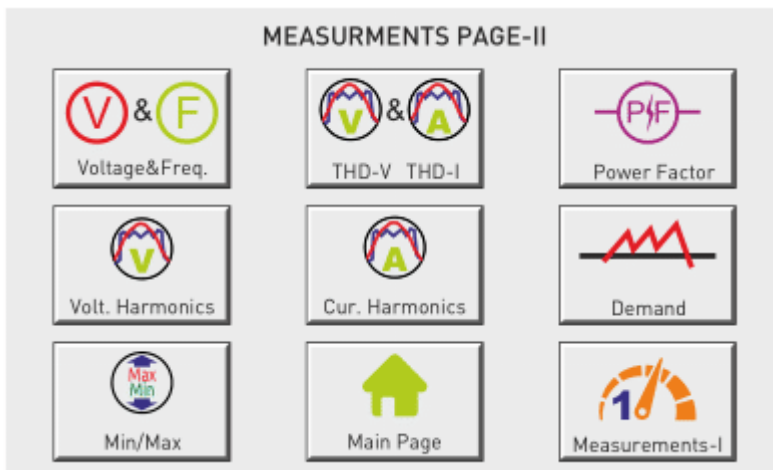 MEASURMENTS PAGE-II
V & F
V & A
P F
Voltage&Freq.
THD-V THD-I
Power Factor
V
A
Volt. Harmonics
Cur. Harmonics
Demand
Max
Min
1
Min/Max
Main Page
Measurements-I